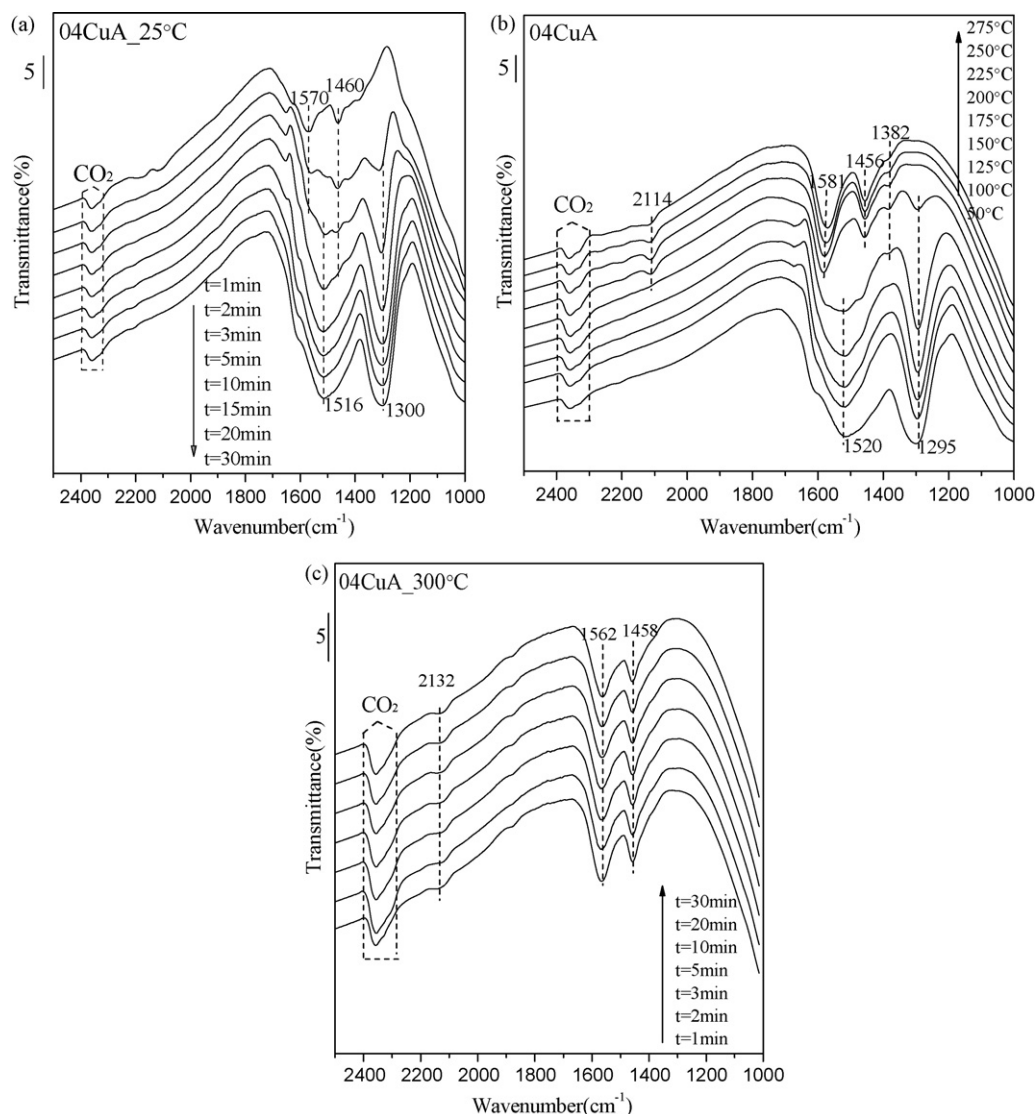 (a)
04CuA_25°C
5
CO₂
1570
1460
t=1min
t=2min
t=3min
t=5min
t=10min
t=15min
t=20min
t=30min
1516
1300
Transmittance(%)
2400 2200 2000 1800 1600 1400 1200 1000
Wavenumber(cm⁻¹)
(b)
04CuA
5
CO₂
2114
1581
1456
1382
275°C
250°C
225°C
200°C
175°C
150°C
125°C
100°C
50°C
1520
1295
Transmittance(%)
2400 2200 2000 1800 1600 1400 1200 1000
Wavenumber(cm⁻¹)
(c)
04CuA_300°C
5
CO₂
2132
1562
1458
t=30min
t=20min
t=10min
t=5min
t=3min
t=2min
t=1min
Transmittance(%)
2400 2200 2000 1800 1600 1400 1200 1000
Wavenumber(cm⁻¹)